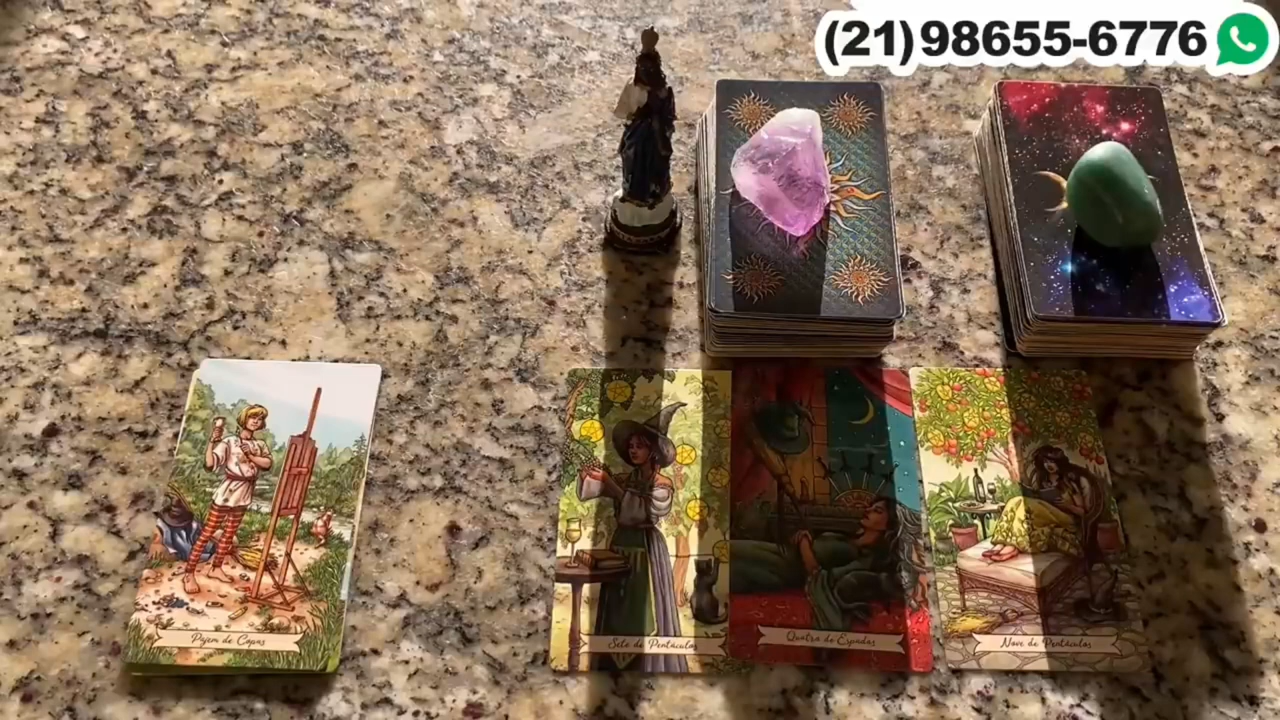 (21)98655-6776
Pajem de Copas
Sete de Pentáculos
Quatro de Espadas
Nove de Pentáculos